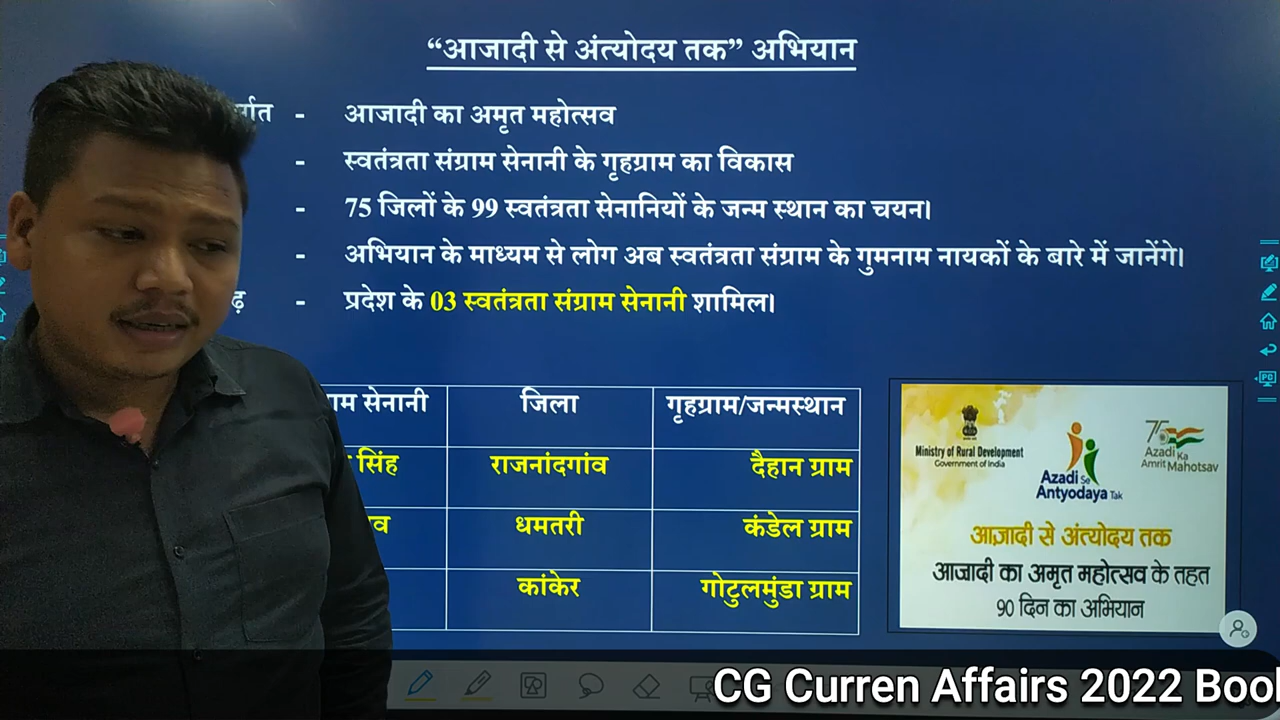 “आजादी से अंत्योदय तक” अभियान
- आजादी का अमृत महोत्सव
- स्वतंत्रता संग्राम सेनानी के गृहग्राम का विकास
- 75 जिलों के 99 स्वतंत्रता सेनानियों के जन्म स्थान का चयन।
- अभियान के माध्यम से लोग अब स्वतंत्रता संग्राम के गुमनाम नायकों के बारे में जानेंगे।
- प्रदेश के 03 स्वतंत्रता संग्राम सेनानी शामिल।
सेनानी जिला गृहग्राम/जन्मस्थान
सिंह राजनांदगांव दैहान ग्राम
धमतरी कंडेल ग्राम
कांकेर गोटुलमुंडा ग्राम
Ministry of Rural Development
Government of India
Azadi Se
Antyodaya Tak
75
Azadi Ka
Amrit Mahotsav
आज़ादी से अंत्योदय तक
आजादी का अमृत महोत्सव के तहत
90 दिन का अभियान
PC
CG Curren Affairs 2022